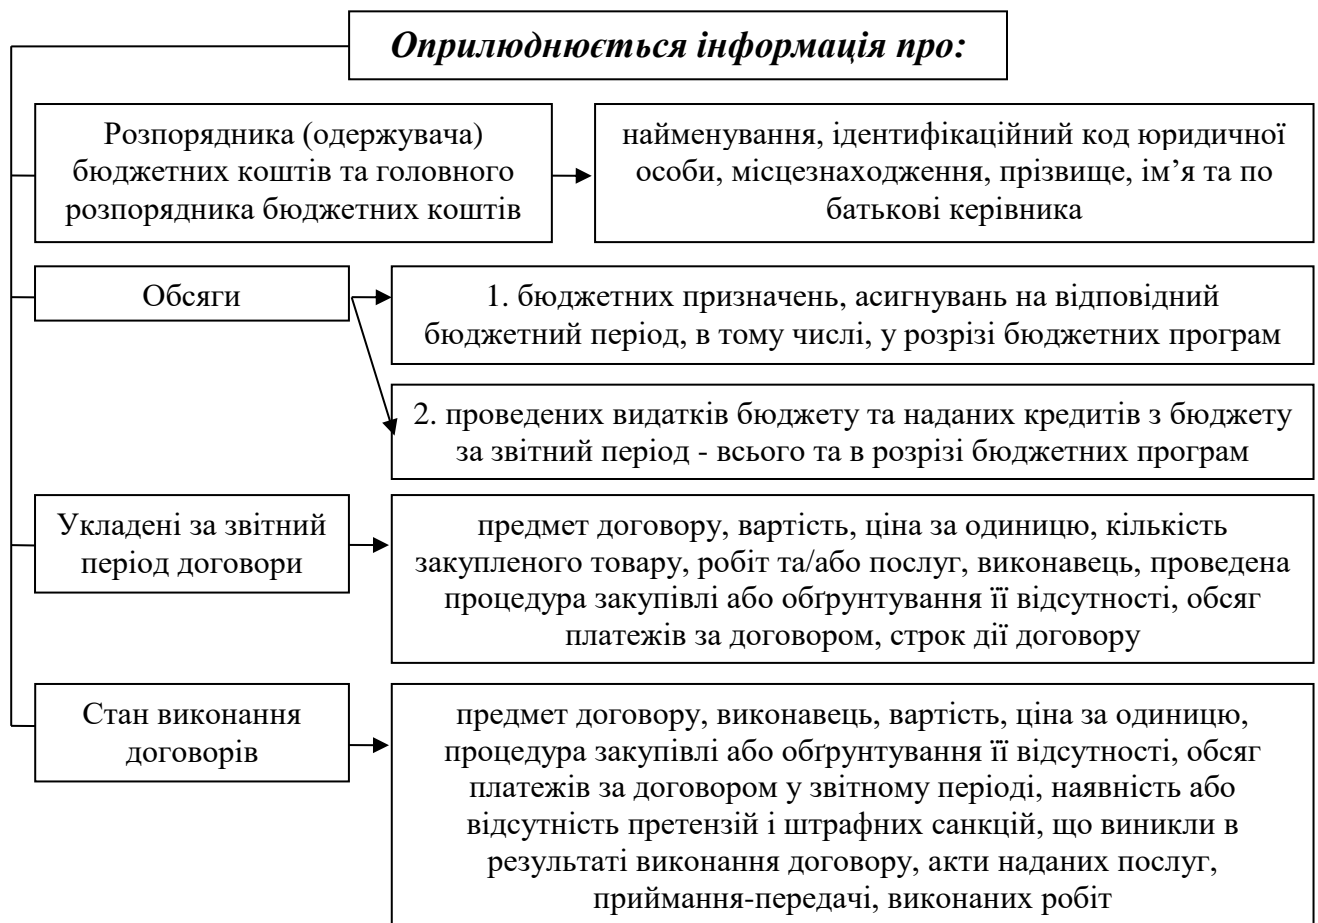 Оприлюднюється інформація про:
Розпорядника (одержувача)
бюджетних коштів та головного
розпорядника бюджетних коштів
найменування, ідентифікаційний код юридичної
особи, місцезнаходження, прізвище, ім’я та по
батькові керівника
Обсяги
1. бюджетних призначень, асигнувань на відповідний
бюджетний період, в тому числі, у розрізі бюджетних програм
2. проведених видатків бюджету та наданих кредитів з бюджету
за звітний період - всього та в розрізі бюджетних програм
Укладені за звітний
період договори
предмет договору, вартість, ціна за одиницю, кількість
закупленого товару, робіт та/або послуг, виконавець, проведена
процедура закупівлі або обґрунтування її відсутності, обсяг
платежів за договором, строк дії договору
Стан виконання
договорів
предмет договору, виконавець, вартість, ціна за одиницю,
процедура закупівлі або обґрунтування її відсутності, обсяг
платежів за договором у звітному періоді, наявність або
відсутність претензій і штрафних санкцій, що виникли в
результаті виконання договору, акти наданих послуг,
приймання-передачі, виконаних робіт